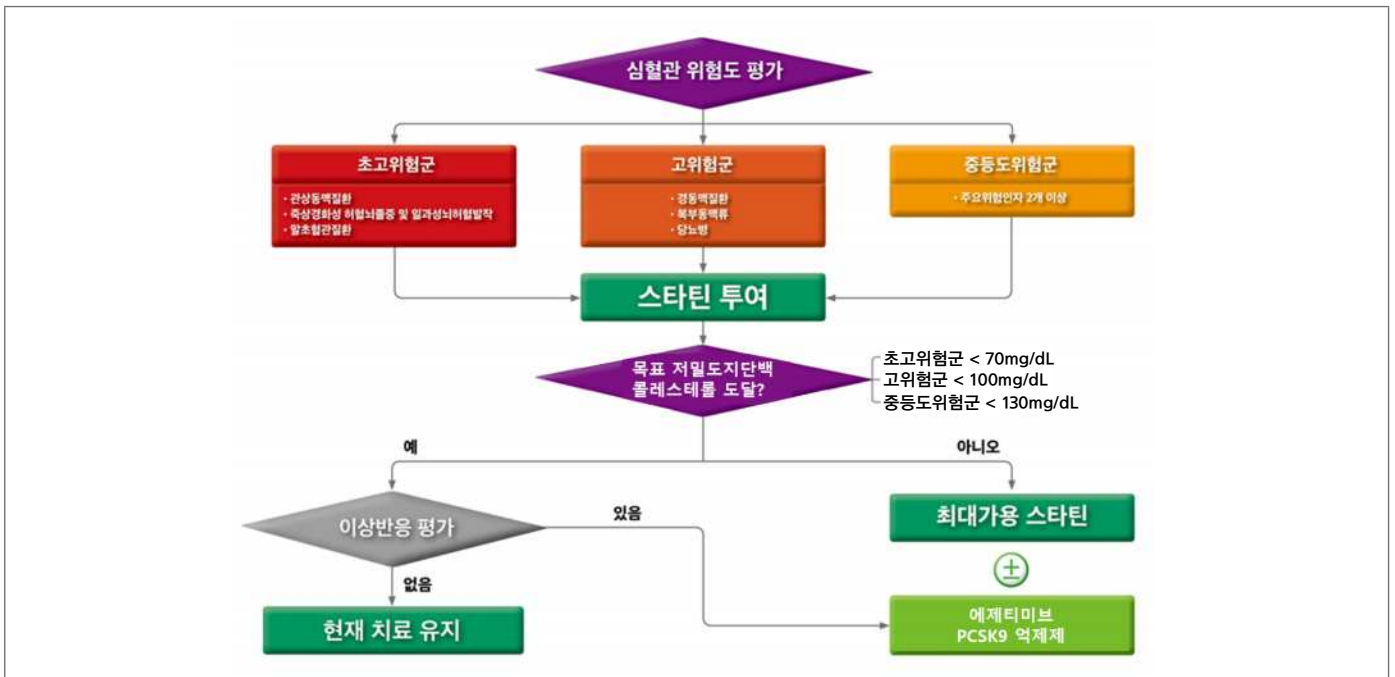 심혈관 위험도 평가
초고위험군
· 관상동맥질환
· 죽상경화성 허혈뇌졸중 및 일과성뇌허혈발작
· 말초혈관질환
고위험군
· 경동맥질환
· 복부동맥류
· 당뇨병
중등도위험군
· 주요위험인자 2개 이상
스타틴 투여
목표 저밀도지단백
콜레스테롤 도달?
초고위험군 < 70mg/dL
고위험군 < 100mg/dL
중등도위험군 < 130mg/dL
예
아니오
이상반응 평가
있음
없음
현재 치료 유지
최대가용 스타틴
±
에제티미브
PCSK9 억제제